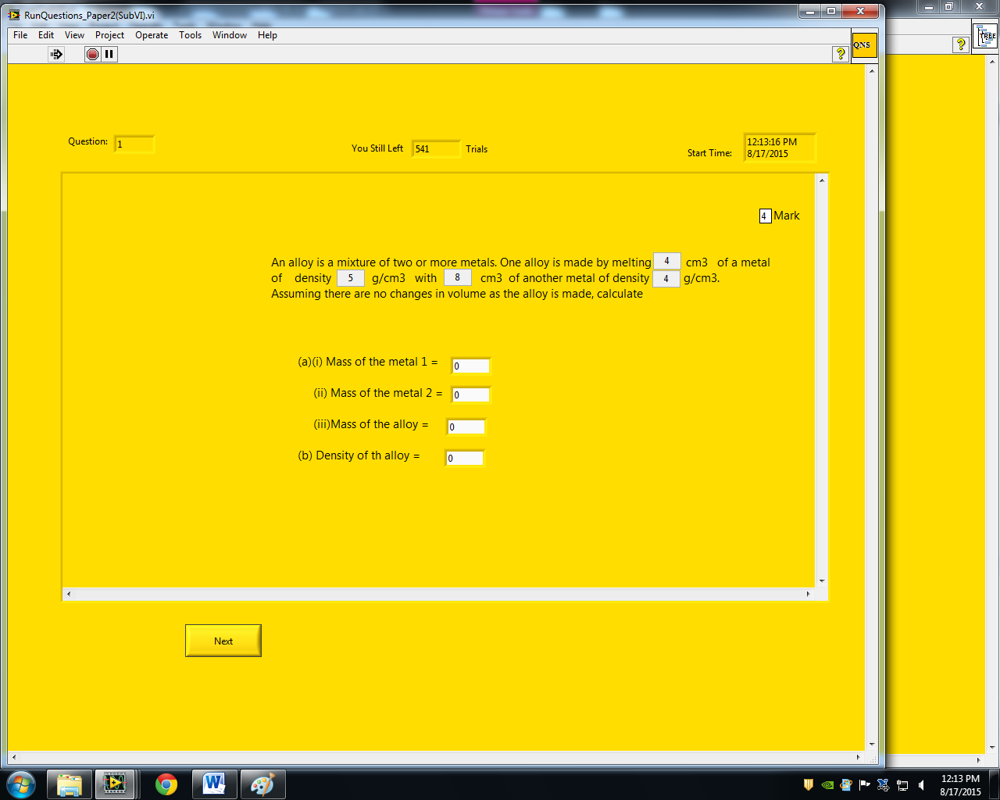 RunQuestions_Paper2(SubVI).vi
File Edit View Project Operate Tools Window Help
QNS
TREE
Question: 1
You Still Left 541 Trials
Start Time: 12:13:16 PM
8/17/2015
4 Mark
An alloy is a mixture of two or more metals. One alloy is made by melting 4 cm3 of a metal
of density 5 g/cm3 with 8 cm3 of another metal of density 4 g/cm3.
Assuming there are no changes in volume as the alloy is made, calculate
(a)(i) Mass of the metal 1 = 0
(ii) Mass of the metal 2 = 0
(iii)Mass of the alloy = 0
(b) Density of th alloy = 0
Next
12:13 PM
8/17/2015